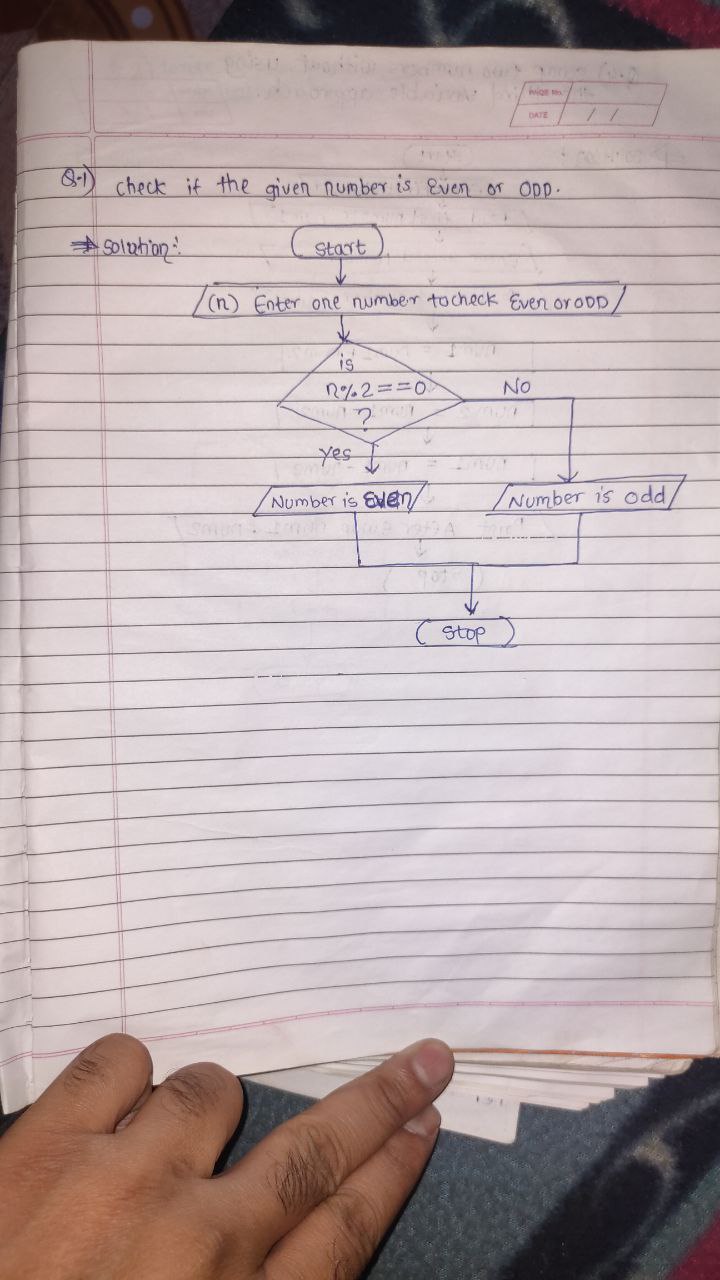 PAGE No.
DATE / /
Q-1) check if the given number is Even or ODD.
⇒ solution:
start
(n) Enter one number to check Even or ODD
is
n%2==0
?
No
Yes
Number is Even
Number is odd
stop